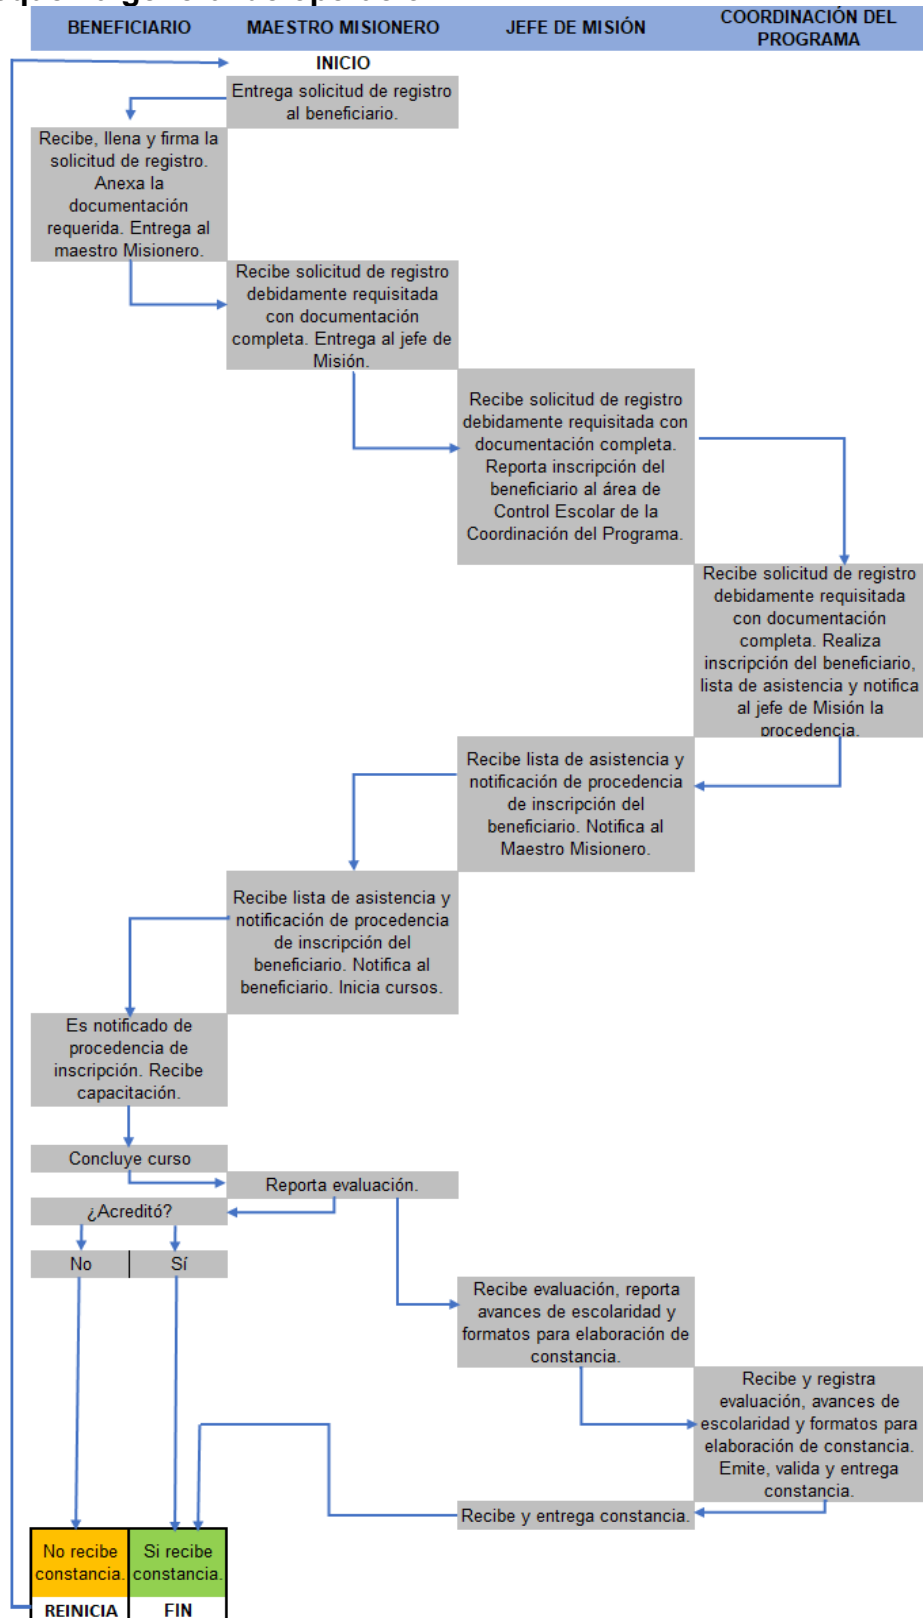 BENEFICIARIO
MAESTRO MISIONERO
JEFE DE MISIÓN
COORDINACIÓN DEL
PROGRAMA
INICIO
Entrega solicitud de registro
al beneficiario.
Recibe, llena y firma la
solicitud de registro.
Anexa la
documentación
requerida. Entrega al
maestro Misionero.
Recibe solicitud de registro
debidamente requisitada
con documentación
completa. Entrega al jefe de
Misión.
Recibe solicitud de registro
debidamente requisitada con
documentación completa.
Reporta inscripción del
beneficiario al área de
Control Escolar de la
Coordinación del Programa.
Recibe solicitud de registro
debidamente requisitada
con documentación
completa. Realiza
inscripción del beneficiario,
lista de asistencia y notifica
al jefe de Misión la
procedencia.
Recibe lista de asistencia y
notificación de procedencia
de inscripción del
beneficiario. Notifica al
Maestro Misionero.
Recibe lista de asistencia y
notificación de procedencia
de inscripción del
beneficiario. Notifica al
beneficiario. Inicia cursos.
Es notificado de
procedencia de
inscripción. Recibe
capacitación.
Concluye curso
Reporta evaluación.
¿Acreditó?
No
Sí
Recibe evaluación, reporta
avances de escolaridad y
formatos para elaboración de
constancia.
Recibe y registra
evaluación, avances de
escolaridad y formatos para
elaboración de constancia.
Emite, valida y entrega
constancia.
Recibe y entrega constancia.
No recibe
constancia.
Si recibe
constancia.
REINICIA
FIN